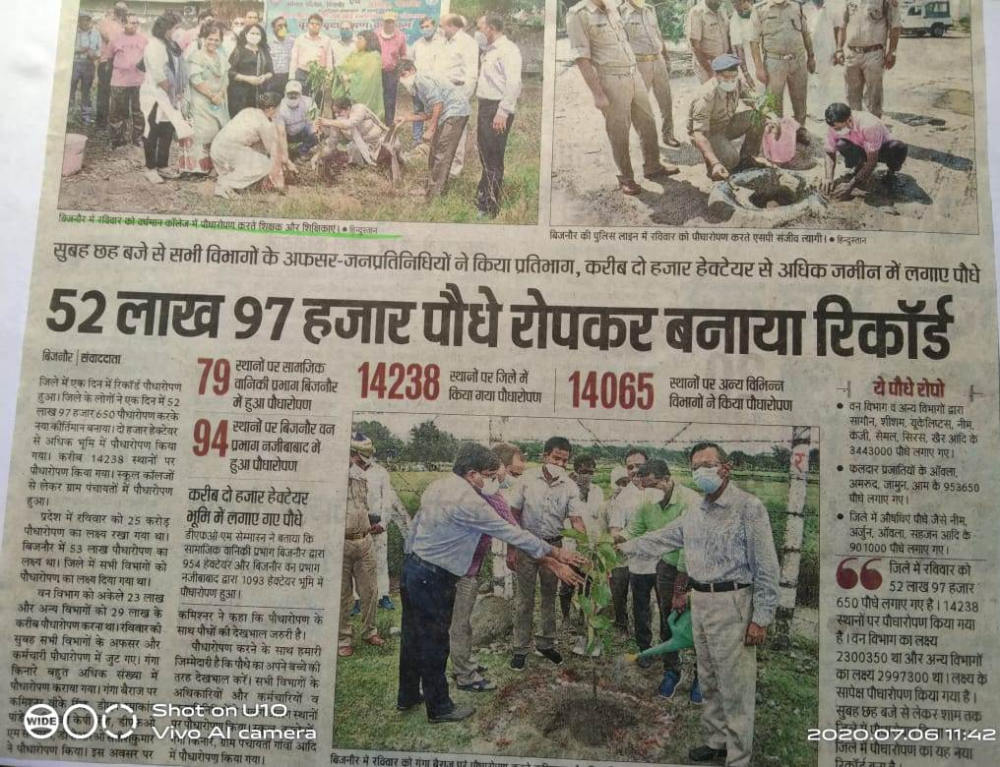 बिजनौर में रविवार को वर्धमान कॉलेज में पौधारोपण करते शिक्षक और शिक्षिकाएं। ● हिन्दुस्तान
बिजनौर की पुलिस लाइन में रविवार को पौधारोपण करते एसपी संजीव त्यागी। ● हिन्दुस्तान
सुबह छह बजे से सभी विभागों के अफसर-जनप्रतिनिधियों ने किया प्रतिभाग, करीब दो हजार हेक्टेयर से अधिक जमीन में लगाए पौधे
52 लाख 97 हजार पौधे रोपकर बनाया रिकॉर्ड
बिजनौर | संवाददाता
जिले में एक दिन में रिकॉर्ड पौधारोपण
हुआ। जिले के लोगों ने एक दिन में 52
लाख 97 हजार 650 पौधारोपण करके
नया कीर्तिमान बनाया। दो हजार हेक्टेयर
से अधिक भूमि में पौधारोपण किया
गया। करीब 14238 स्थानों पर
पौधारोपण किया गया। स्कूल कॉलजों
से लेकर ग्राम पंचायतों में पौधारोपण
हुआ।
प्रदेश में रविवार को 25 करोड़
पौधारोपण का लक्ष्य रखा गया था।
बिजनौर में 53 लाख पौधारोपण का
लक्ष्य था। जिले में सभी विभागों को
पौधारोपण का लक्ष्य दिया गया था।
वन विभाग को अकेले 23 लाख
और अन्य विभागों को 29 लाख के
करीब पौधारोपण करना था। रविवार की
सुबह सभी विभागों के अफसर और
कर्मचारी पौधारोपण में जुट गए। गंगा
किनारे बहुत अधिक संख्या में
पौधारोपण कराया गया। गंगा बैराज पर
ने पौधारोपण किया। इस अवसर पर
79 स्थानों पर सामजिक
वानिकी प्रभाग बिजनौर
में हुआ पौधारोपण
94 स्थानों पर बिजनौर वन
प्रभाग नजीबाबाद में
हुआ पौधारोपण
करीब दो हजार हेक्टेयर
भूमि में लगाए गए पौधे
डीएफओ एम सेम्मारन ने बताया कि
सामाजिक वानिकी प्रभाग बिजनौर द्वारा
954 हेक्टेयर और बिजनौर वन प्रभाग
नजीबाबाद द्वारा 1093 हेक्टेयर भूमि में
पौधारोपण हुआ।
कमिश्नर ने कहा कि पौधारोपण के
साथ पौधों की देखभाल जरुरी है।
पौधारोपण करने के साथ हमारी
जिम्मेदारी है कि पौधे का अपने बच्चे की
तरह देखभाल करें। सभी विभागों के
अधिकारियों और कर्मचारियों व
स्थानों
पर पौधारोपण किया।
गंगा किनारे, ग्राम पंचायतों गांवों आदि
में पौधारोपण किया गया।
14238 स्थानों पर जिले में
किया गया पौधारोपण
14065 स्थानों पर अन्य विभिन्न
विभागों ने किया पौधारोपण
बिजनौर में रविवार को गंगा बैराज पर पौधारोपण करते
ये पौधे रोपो
● वन विभाग व अन्य विभागों द्वारा
सागौन, शीशम, यूकेलिप्टस, नीम,
कंजी, सेमल, सिरस, खैर आदि के
3443000 पौधे लगाए गए।
● फलदार प्रजातियों के आँवला,
अमरुद, जामुन, आम के 953650
पौधे लगाए गए।
● जिले में औषधिए पौधे जैसे नीम,
अर्जुन, आँवला, सहजन आदि के
901000 पौधे लगाए गए।
जिले में रविवार को
52 लाख 97 हजार
650 पौधे लगाए गए है। 14238
स्थानों पर पौधारोपण किया गया
है। वन विभाग का लक्ष्य
2300350 था और अन्य विभागों
का लक्ष्य 2997300 था। लक्ष्य के
सापेक्ष पौधारोपण किया गया है।
सुबह छह बजे से लेकर शाम तक
जिले में पौधारोपण का यह नया
WIDE
Shot on U10
Vivo AI camera
2020.07.06 11:42